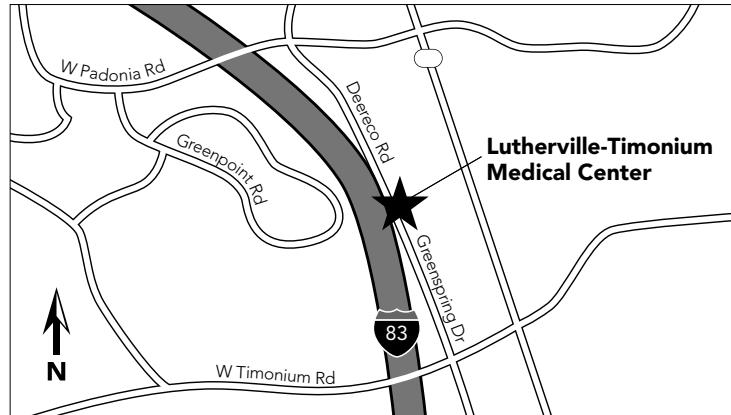 W Padonia Rd
Deereco Rd
Greenpoint Rd
Lutherville-Timonium
Medical Center
Greenspring Dr
83
N
W Timonium Rd